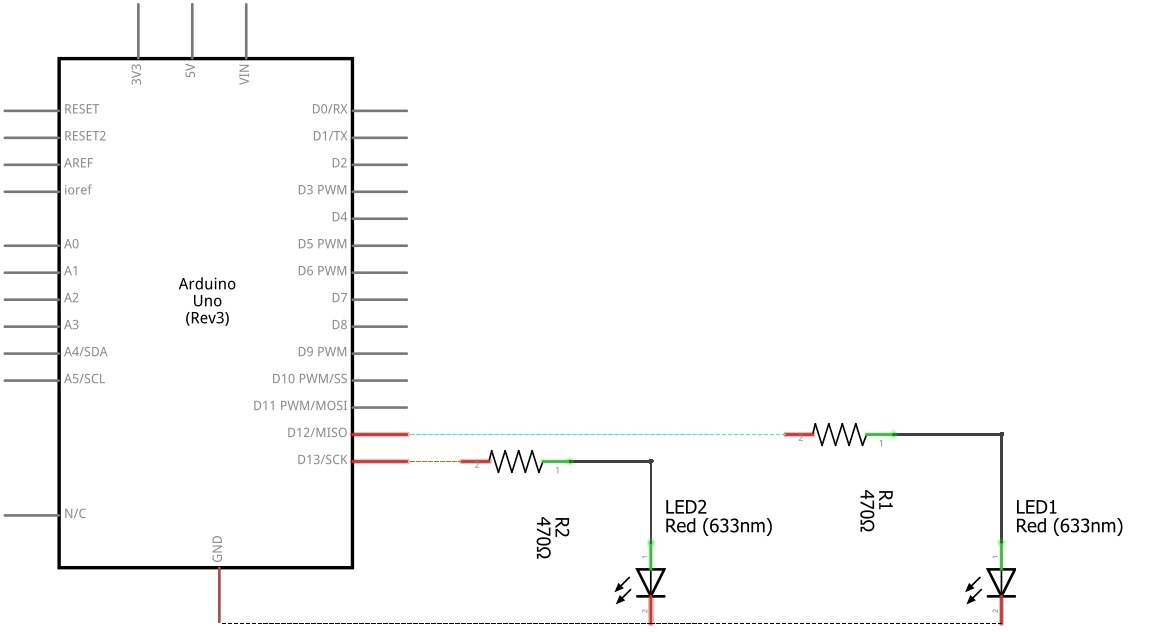 3V3
5V
VIN
RESET
RESET2
AREF
ioref
A0
A1
A2
A3
A4/SDA
A5/SCL
N/C
Arduino
Uno
(Rev3)
D0/RX
D1/TX
D2
D3 PWM
D4
D5 PWM
D6 PWM
D7
D8
D9 PWM
D10 PWM/SS
D11 PWM/MOSI
D12/MISO
D13/SCK
GND
2
1
R2
470Ω
LED2
Red (633nm)
1
2
2
1
R1
470Ω
LED1
Red (633nm)
1
2